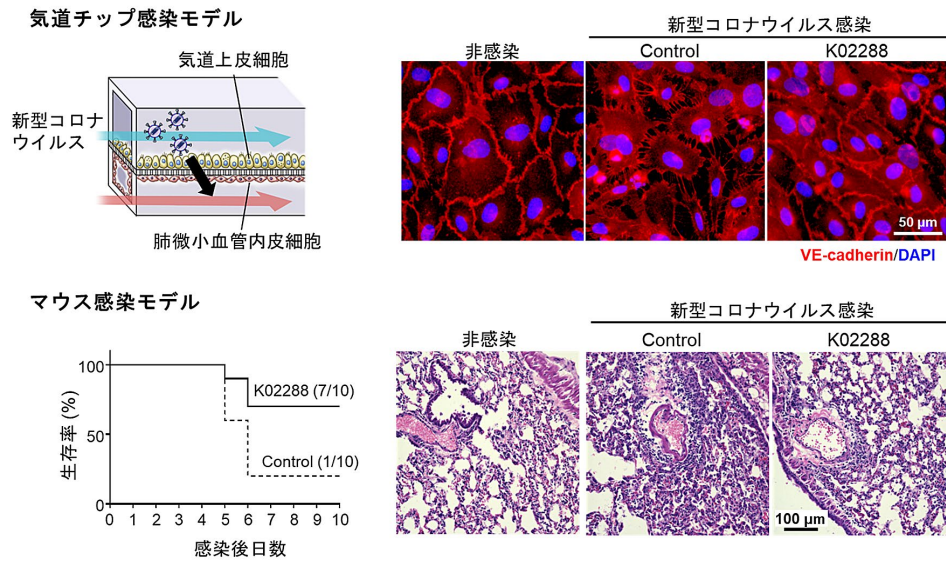 気道チップ感染モデル
気道上皮細胞
新型コロナ
ウイルス
肺微小血管内皮細胞
新型コロナウイルス感染
非感染
Control
K02288
50 μm
VE-cadherin/DAPI
マウス感染モデル
生存率 (%)
100
50
0
K02288 (7/10)
Control (1/10)
0 1 2 3 4 5 6 7 8 9 10
感染後日数
新型コロナウイルス感染
非感染
Control
K02288
100 μm